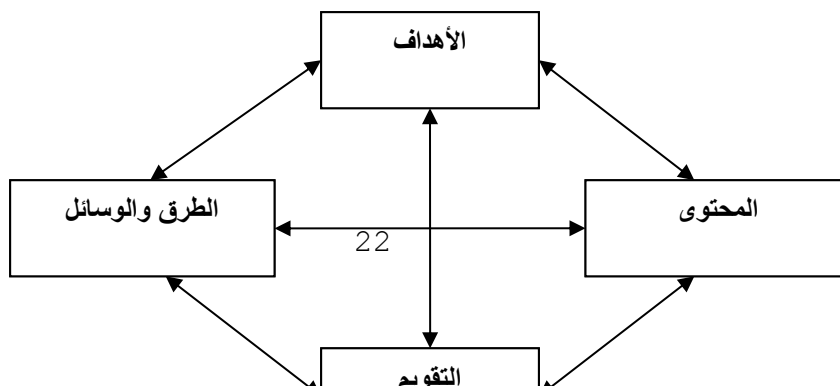 الأهداف
المحتوى
الطرق والوسائل
22
التقويم